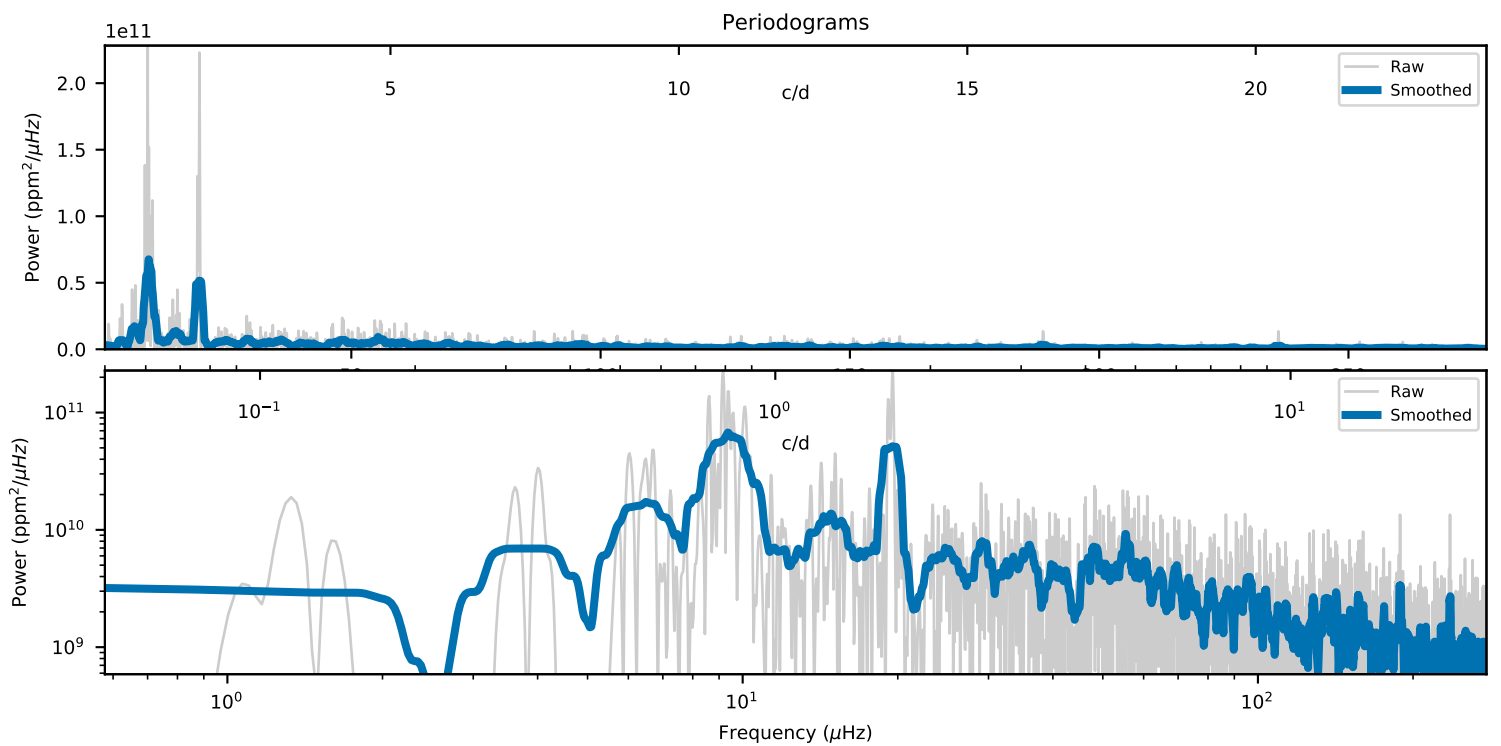 Periodograms
1e11
5 10 15 20
c/d
Raw
Smoothed
2.0
1.5
1.0
0.5
0.0
Power (ppm²/μHz)
10⁻¹ 10⁰ 10¹
c/d
Raw
Smoothed
10¹¹
10¹⁰
10⁹
Power (ppm²/μHz)
10⁰ 10¹ 10²
Frequency (μHz)